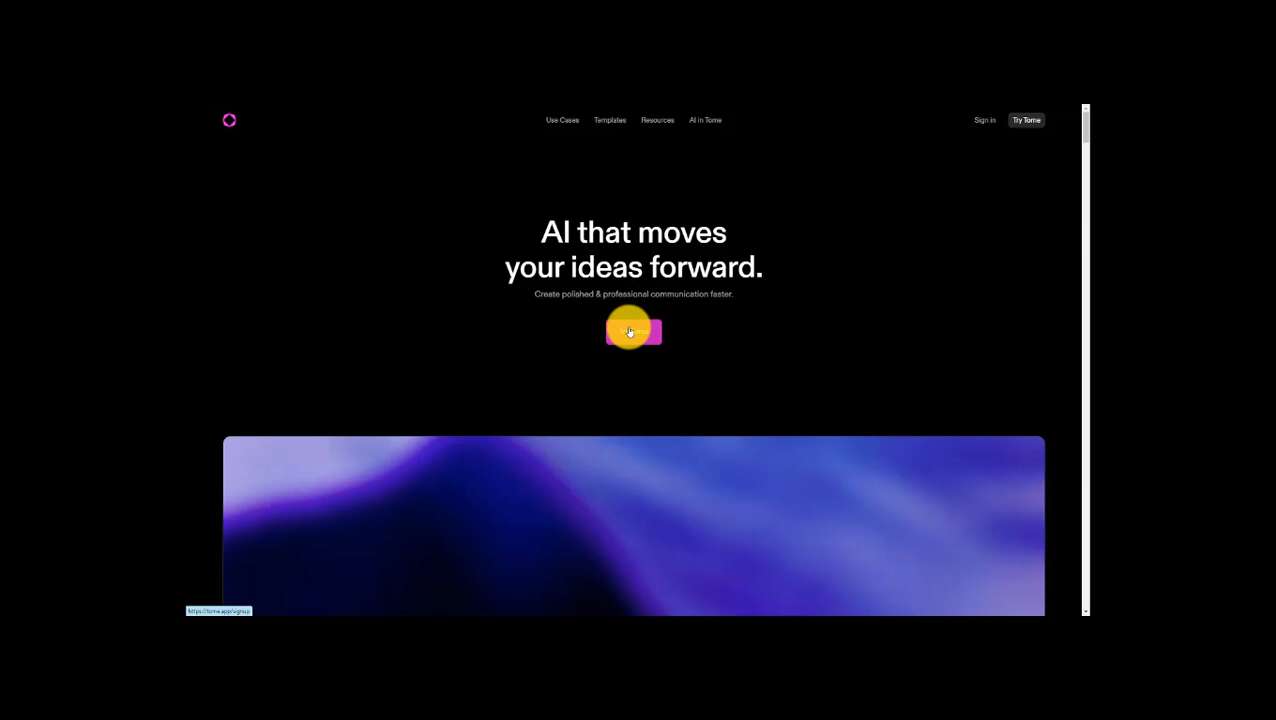 Use Cases
Templates
Resources
AI in Tome
Sign in
Try Tome
AI that moves
your ideas forward.
Create polished & professional communication faster.
https://tome.app/signup